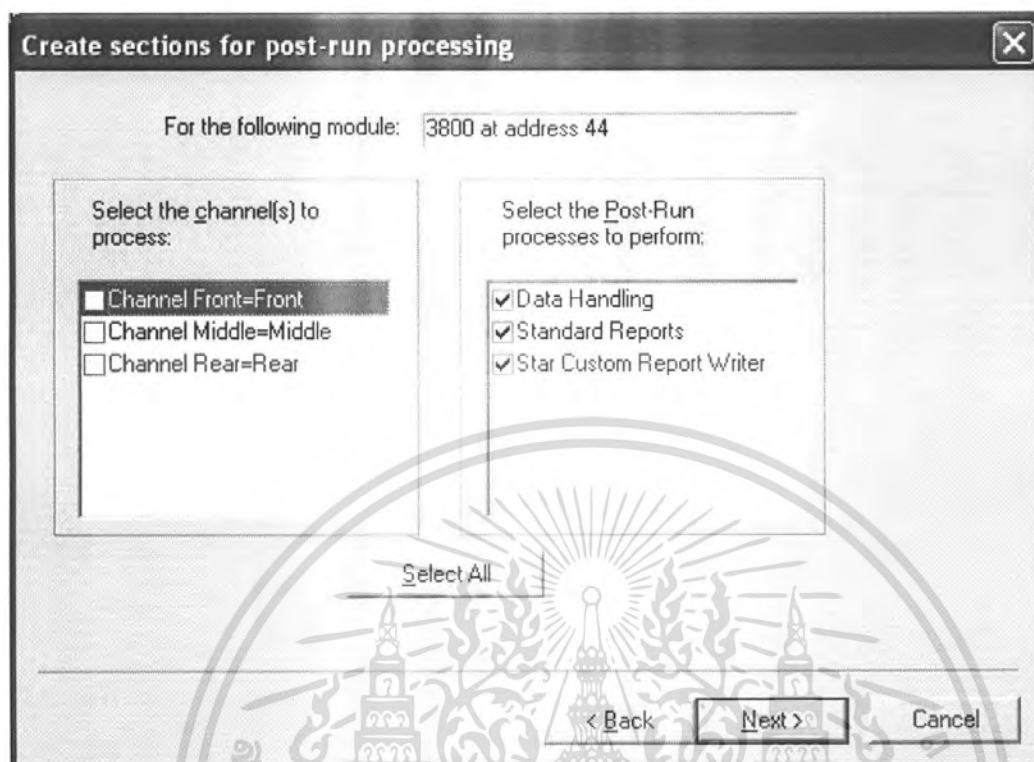 Create sections for post-run processing
For the following module: 3800 at address 44
Select the channel(s) to
process:
Channel Front=Front
Channel Middle=Middle
Channel Rear=Rear
Select the Post-Run
processes to perform:
Data Handling
Standard Reports
Star Custom Report Writer
Select All
< Back
Next >
Cancel